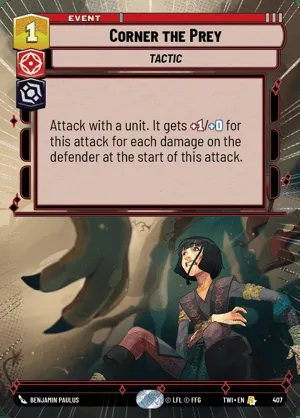 EVENT
1
CORNER THE PREY
TACTIC
Attack with a unit. It gets +1/+0 for
this attack for each damage on the
defender at the start of this attack.
BENJAMIN PAULUS
© LFL © FFG
TWI • EN
407